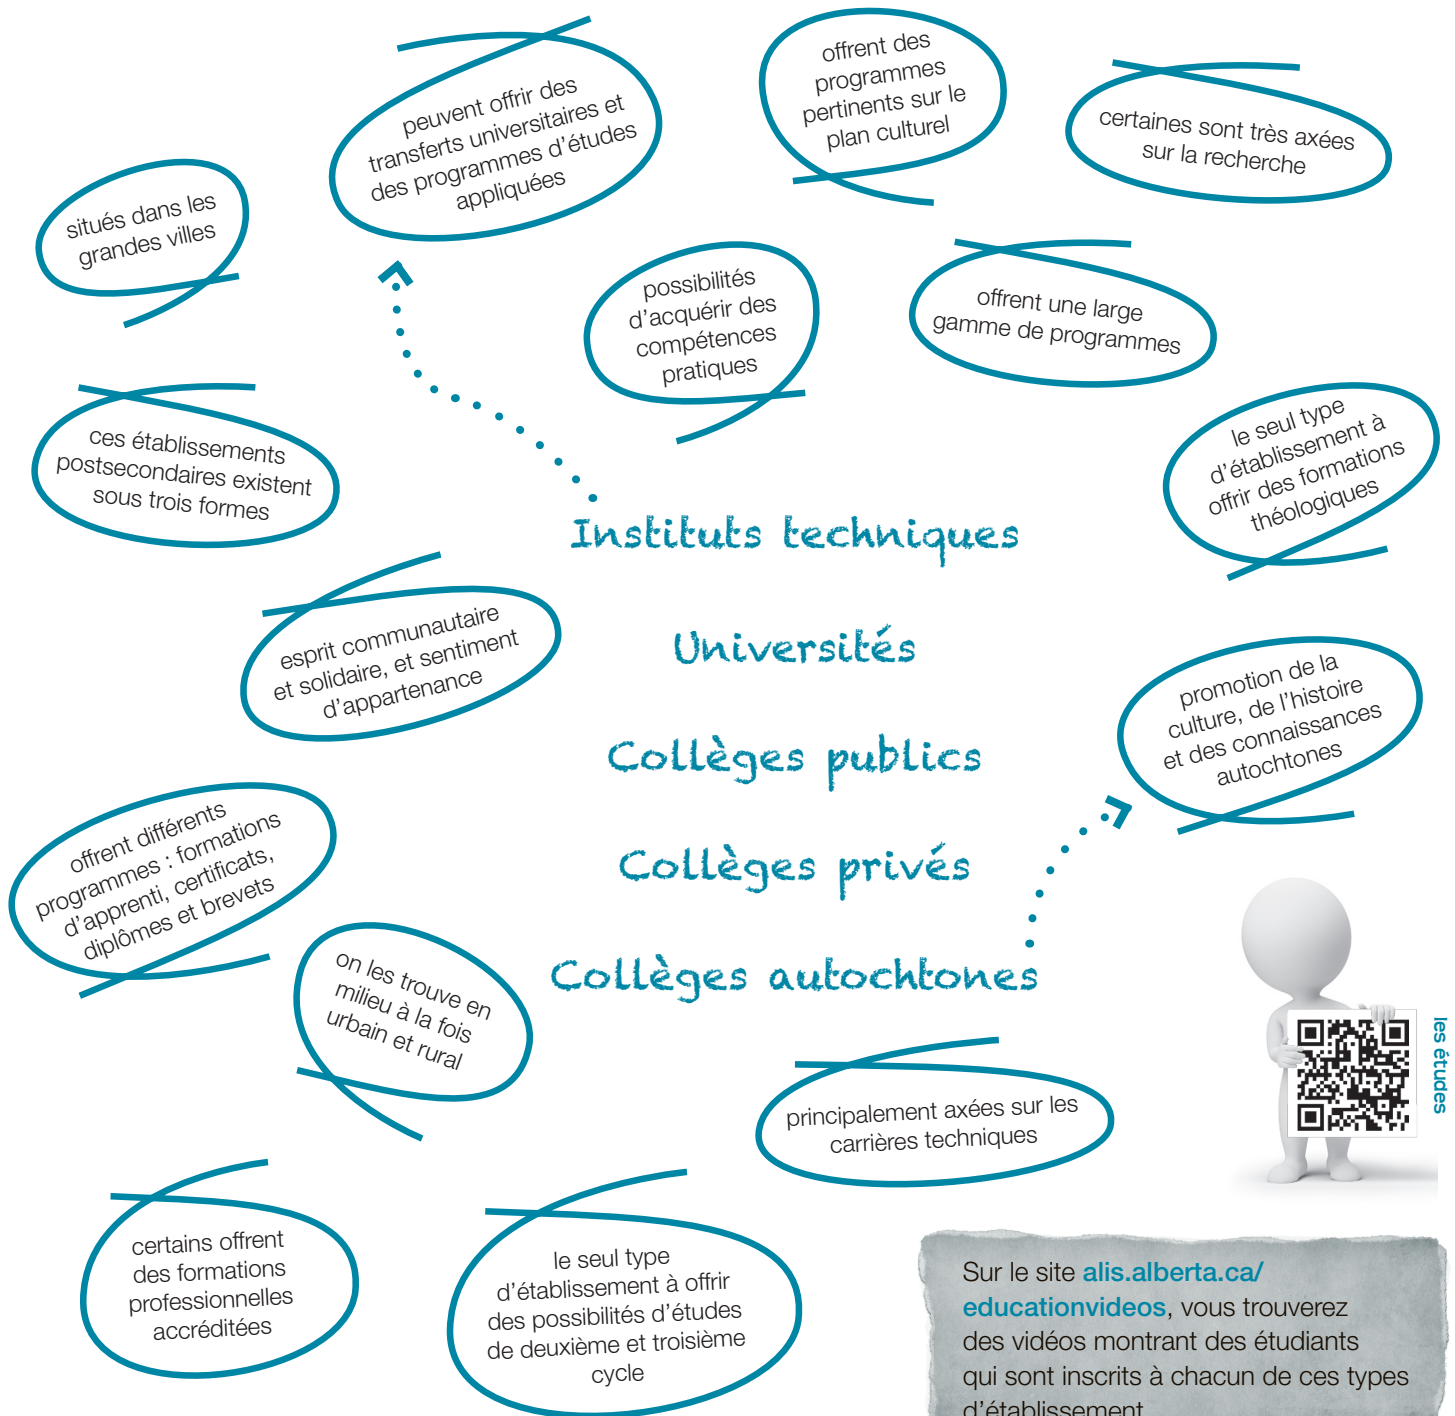 peuvent offrir des
transferts universitaires et
des programmes d'études
appliquées
offrent des
programmes
pertinents sur le
plan culturel
certaines sont très axées
sur la recherche
situés dans les
grandes villes
possibilités
d'acquérir des
compétences
pratiques
offrent une large
gamme de programmes
ces établissements
postsecondaires existent
sous trois formes
le seul type
d'établissement à
offrir des formations
théologiques
Instituts techniques
Universités
Collèges publics
Collèges privés
Collèges autochtones
esprit communautaire
et solidaire, et sentiment
d'appartenance
promotion de la
culture, de l'histoire
et des connaissances
autochtones
offrent différents
programmes : formations
d'apprenti, certificats,
diplômes et brevets
on les trouve en
milieu à la fois
urbain et rural
les études
principalement axées sur les
carrières techniques
certains offrent
des formations
professionnelles
accréditées
le seul type
d'établissement à offrir
des possibilités d'études
de deuxième et troisième
cycle
Sur le site alis.alberta.ca/
educationvideos, vous trouverez
des vidéos montrant des étudiants
qui sont inscrits à chacun de ces types
d'établissement